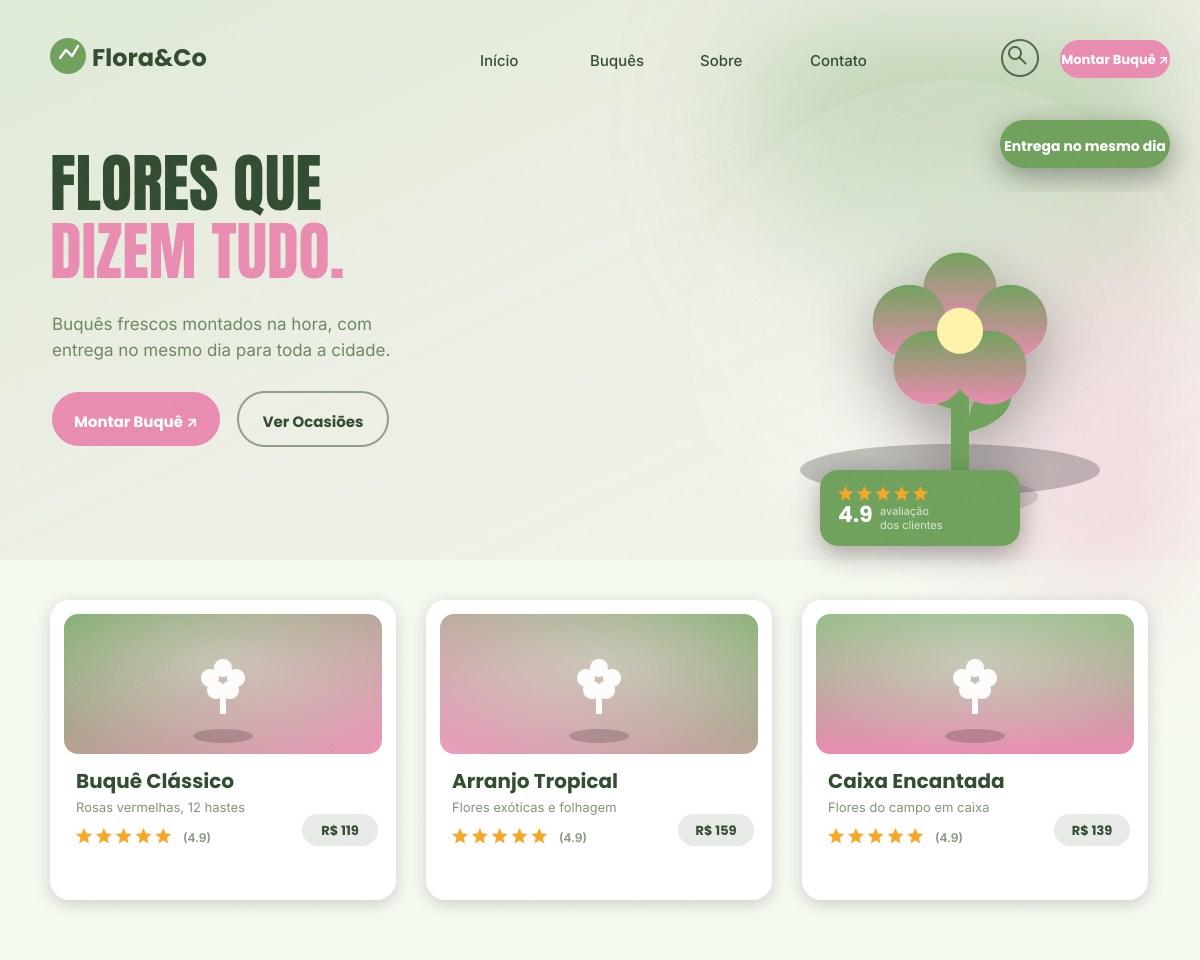 Flora&Co
Início
Buquês
Sobre
Contato
Montar Buquê ↗
Entrega no mesmo dia
FLORES QUE
DIZEM TUDO.
Buquês frescos montados na hora, com
entrega no mesmo dia para toda a cidade.
Montar Buquê ↗
Ver Ocasiões
4.9 avaliação
dos clientes
Buquê Clássico
Rosas vermelhas, 12 hastes
(4.9)
R$ 119
Arranjo Tropical
Flores exóticas e folhagem
(4.9)
R$ 159
Caixa Encantada
Flores do campo em caixa
(4.9)
R$ 139